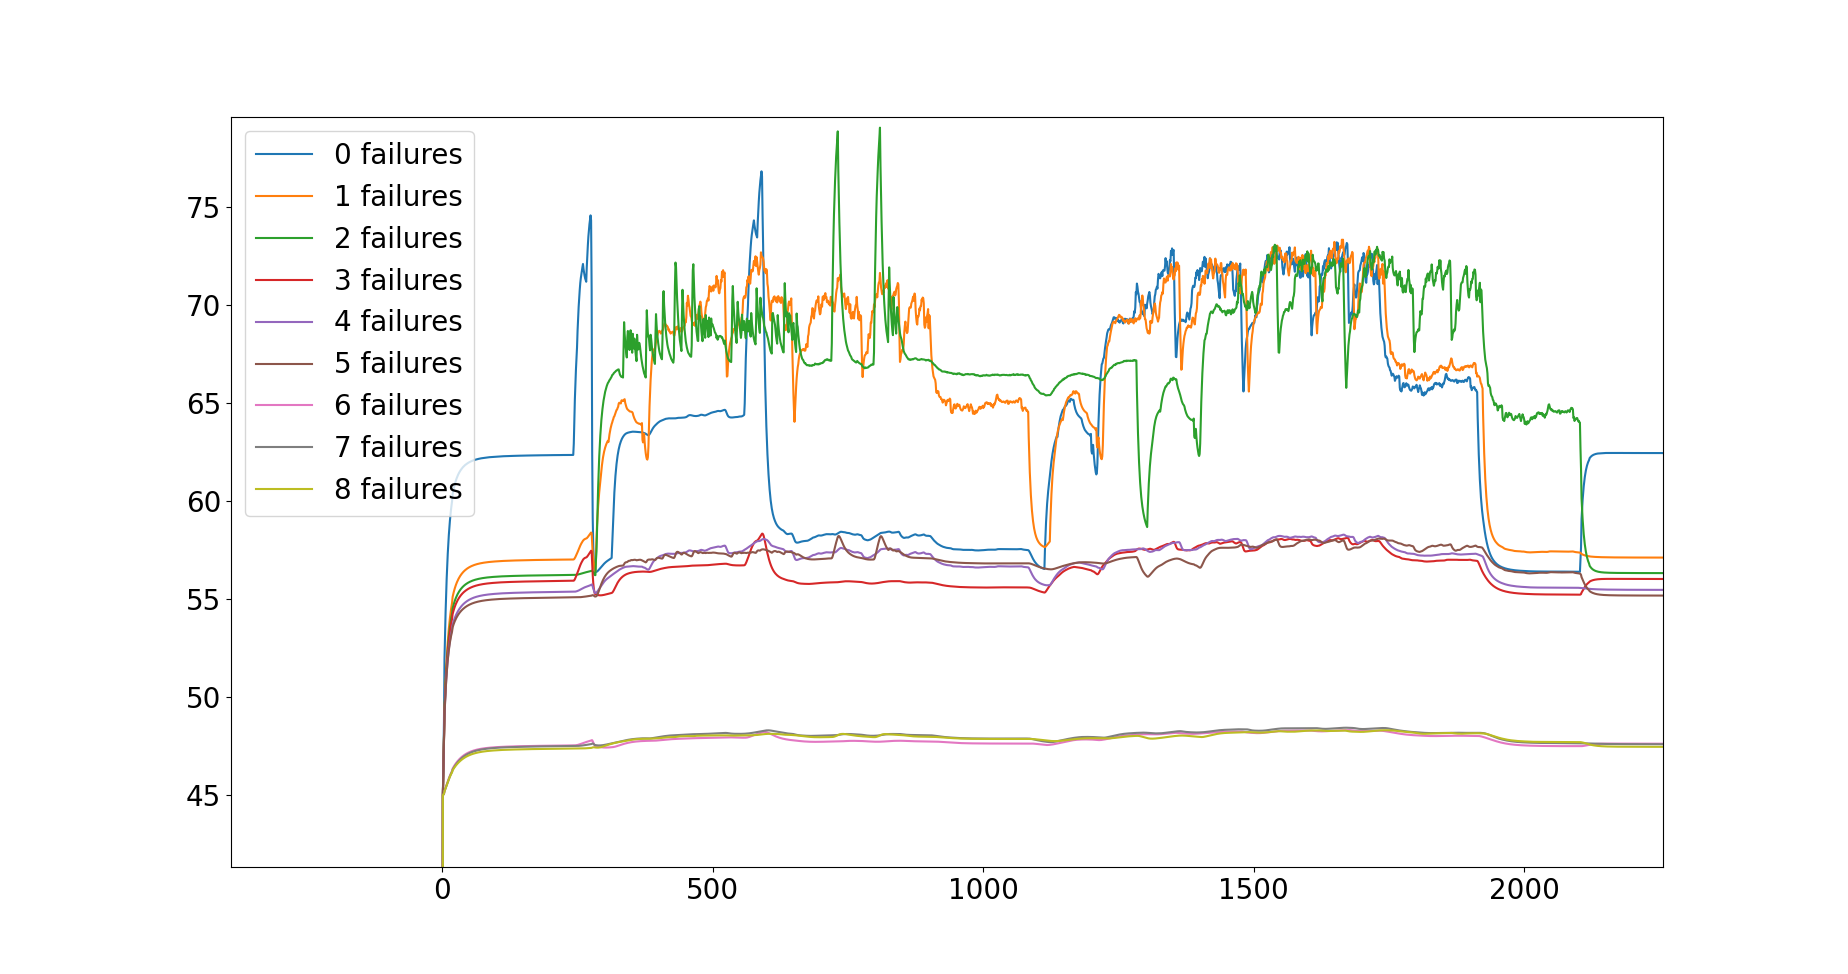 0 failures
1 failures
2 failures
3 failures
4 failures
5 failures
6 failures
7 failures
8 failures
75
70
65
60
55
50
45
0 500 1000 1500 2000